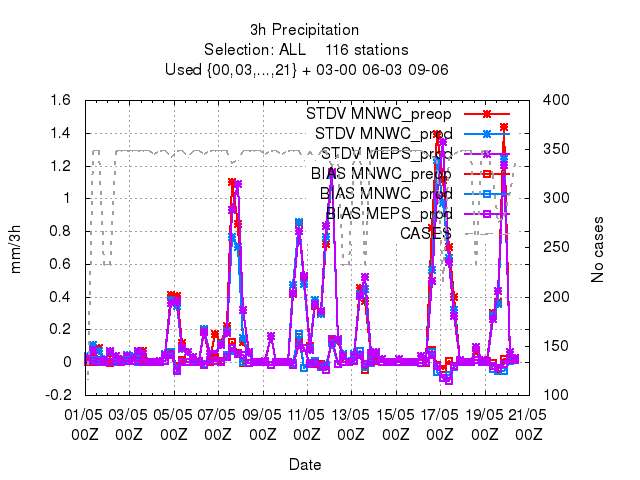 3h Precipitation
Selection: ALL    116 stations
Used {00,03,...,21} + 03-00 06-03 09-06
STDV MNWC_preop
STDV MNWC_prod
STDV MEPS_prod
BIAS MNWC_preop
BIAS MNWC_prod
BIAS MEPS_prod
CASES
mm/3h
1.6
1.4
1.2
1
0.8
0.6
0.4
0.2
0
-0.2
No cases
400
350
300
250
200
150
100
01/05 03/05 05/05 07/05 09/05 11/05 13/05 15/05 17/05 19/05 21/05
00Z 00Z 00Z 00Z 00Z 00Z 00Z 00Z 00Z 00Z 00Z
Date